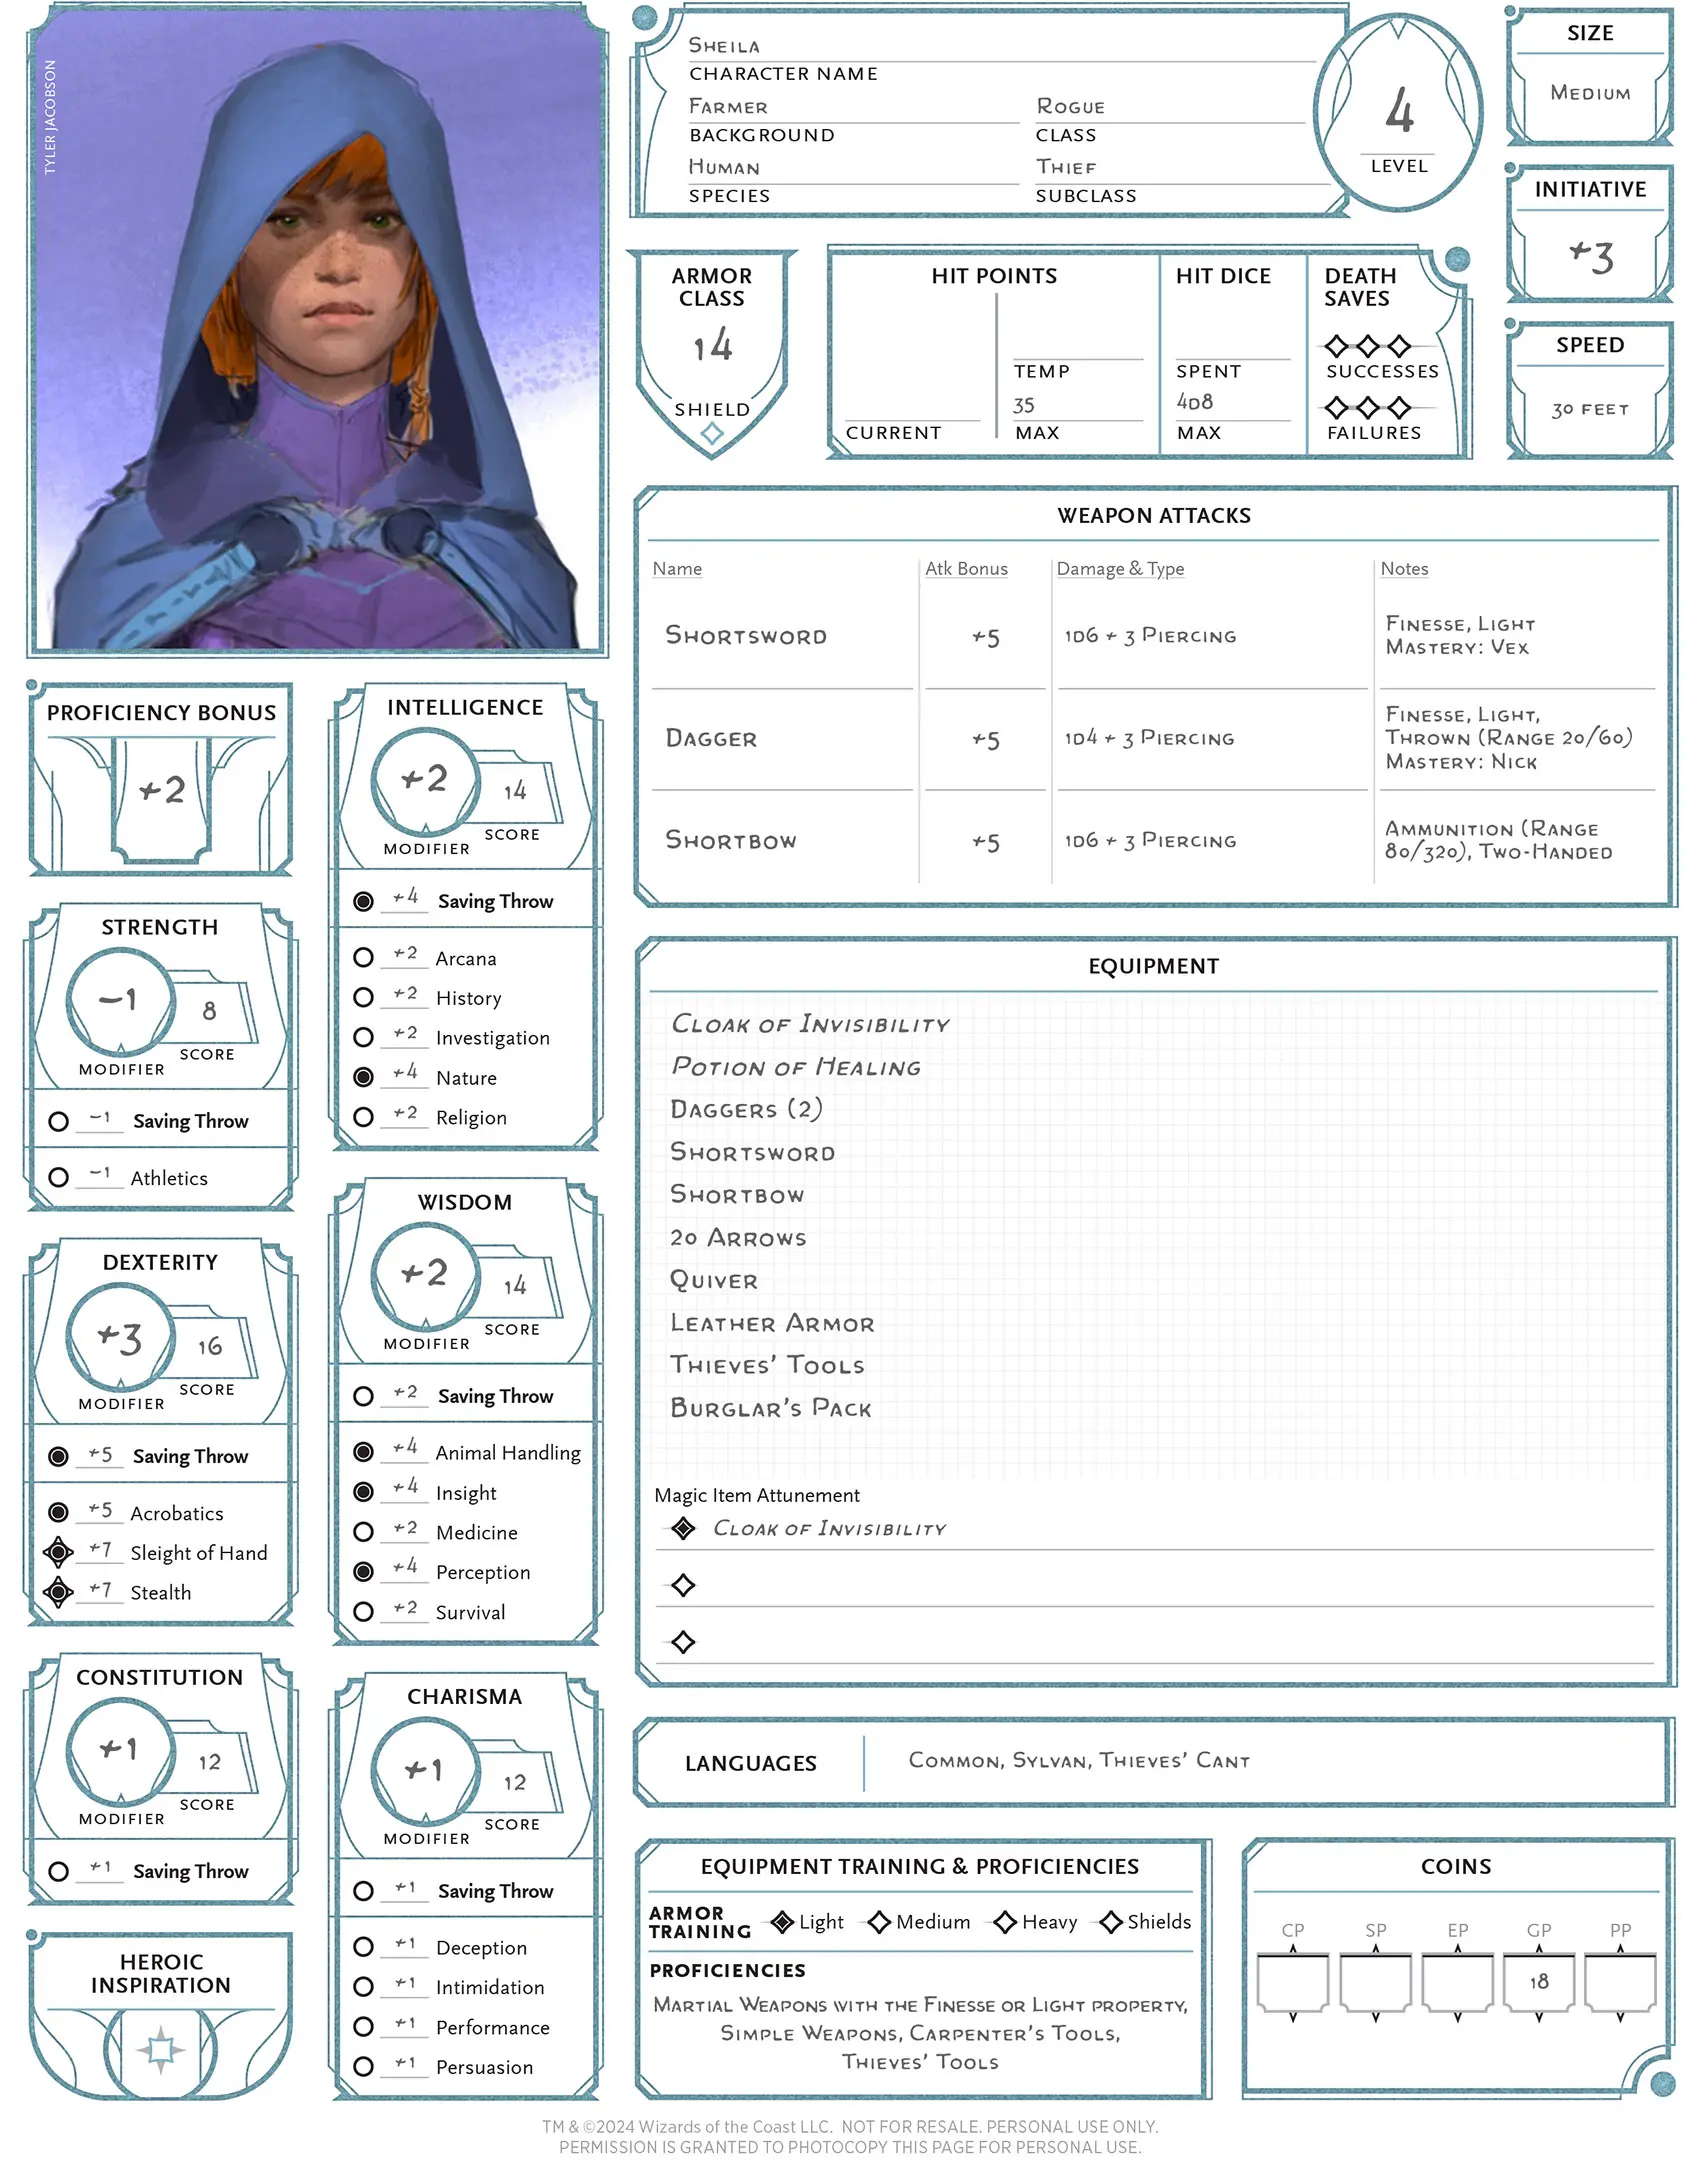 TYLER JACOBSON
Sheila
CHARACTER NAME
Farmer
Rogue
BACKGROUND
CLASS
Human
Thief
SPECIES
SUBCLASS
4
LEVEL
SIZE
Medium
INITIATIVE
+3
SPEED
30 feet
ARMOR
CLASS
14
SHIELD
HIT POINTS
CURRENT
TEMP
35
MAX
HIT DICE
SPENT
4d8
MAX
DEATH
SAVES
SUCCESSES
FAILURES
WEAPON ATTACKS
Name Atk Bonus Damage & Type Notes
Shortsword +5 1d6 + 3 Piercing Finesse, Light
Mastery: Vex
Dagger +5 1d4 + 3 Piercing Finesse, Light,
Thrown (Range 20/60)
Mastery: Nick
Shortbow +5 1d6 + 3 Piercing Ammunition (Range
80/320), Two-Handed
PROFICIENCY BONUS
+2
STRENGTH
-1
8
SCORE
MODIFIER
-1 Saving Throw
-1 Athletics
DEXTERITY
+3
16
SCORE
MODIFIER
+5 Saving Throw
+5 Acrobatics
+7 Sleight of Hand
+7 Stealth
CONSTITUTION
+1
12
SCORE
MODIFIER
+1 Saving Throw
HEROIC
INSPIRATION
INTELLIGENCE
+2
14
SCORE
MODIFIER
+4 Saving Throw
+2 Arcana
+2 History
+2 Investigation
+4 Nature
+2 Religion
WISDOM
+2
14
SCORE
MODIFIER
+2 Saving Throw
+4 Animal Handling
+4 Insight
+2 Medicine
+4 Perception
+2 Survival
CHARISMA
+1
12
SCORE
MODIFIER
+1 Saving Throw
+1 Deception
+1 Intimidation
+1 Performance
+1 Persuasion
EQUIPMENT
Cloak of Invisibility
Potion of Healing
Daggers (2)
Shortsword
Shortbow
20 Arrows
Quiver
Leather Armor
Thieves’ Tools
Burglar’s Pack
Magic Item Attunement
Cloak of Invisibility
LANGUAGES
Common, Sylvan, Thieves’ Cant
EQUIPMENT TRAINING & PROFICIENCIES
ARMOR
TRAINING
Light Medium Heavy Shields
PROFICIENCIES
Martial Weapons with the Finesse or Light property,
Simple Weapons, Carpenter’s Tools,
Thieves’ Tools
COINS
CP SP EP GP PP
18
TM & ©2024 Wizards of the Coast LLC. NOT FOR RESALE. PERSONAL USE ONLY.
PERMISSION IS GRANTED TO PHOTOCOPY THIS PAGE FOR PERSONAL USE.